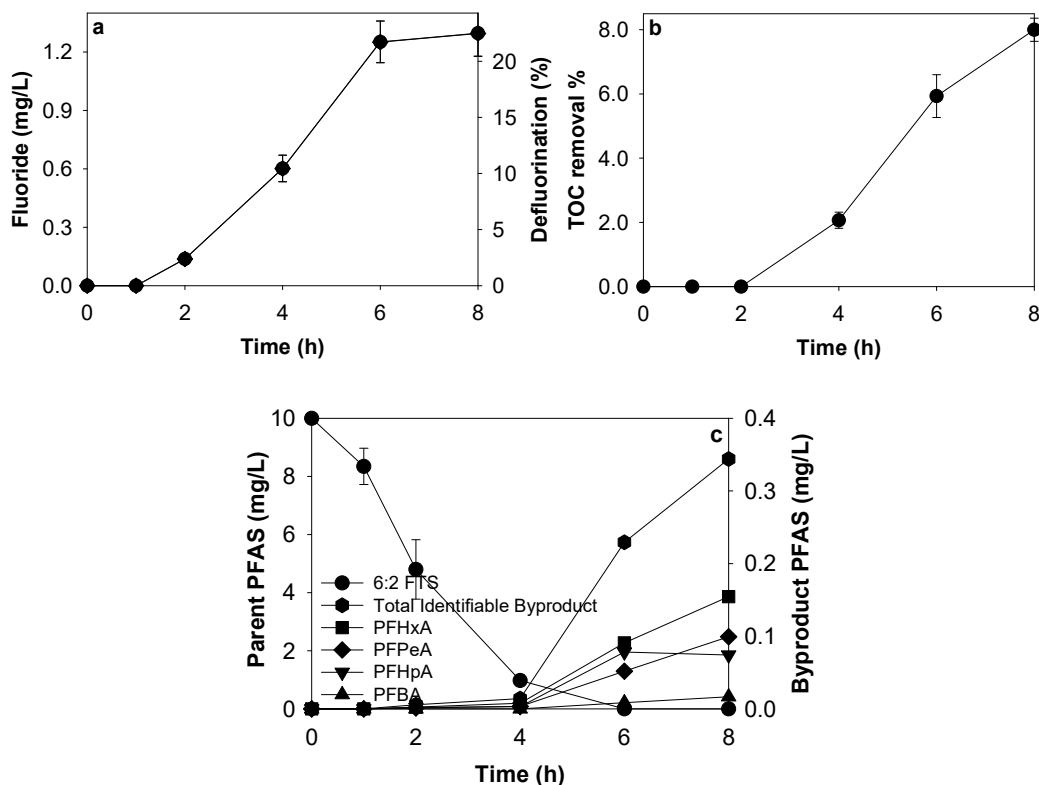 a
Fluoride (mg/L)
1.2
0.9
0.6
0.3
0.0
0 2 4 6 8
Time (h)
20
15
10
5
0
Defluorination (%)
b
TOC removal %
8.0
6.0
4.0
2.0
0.0
0 2 4 6 8
Time (h)
c
Parent PFAS (mg/L)
10
8
6
4
2
0
6:2 FTS
Total Identifiable Byproduct
PFHxA
PFPeA
PFHpA
PFBA
0 2 4 6 8
Time (h)
0.4
0.3
0.2
0.1
0.0
Byproduct PFAS (mg/L)